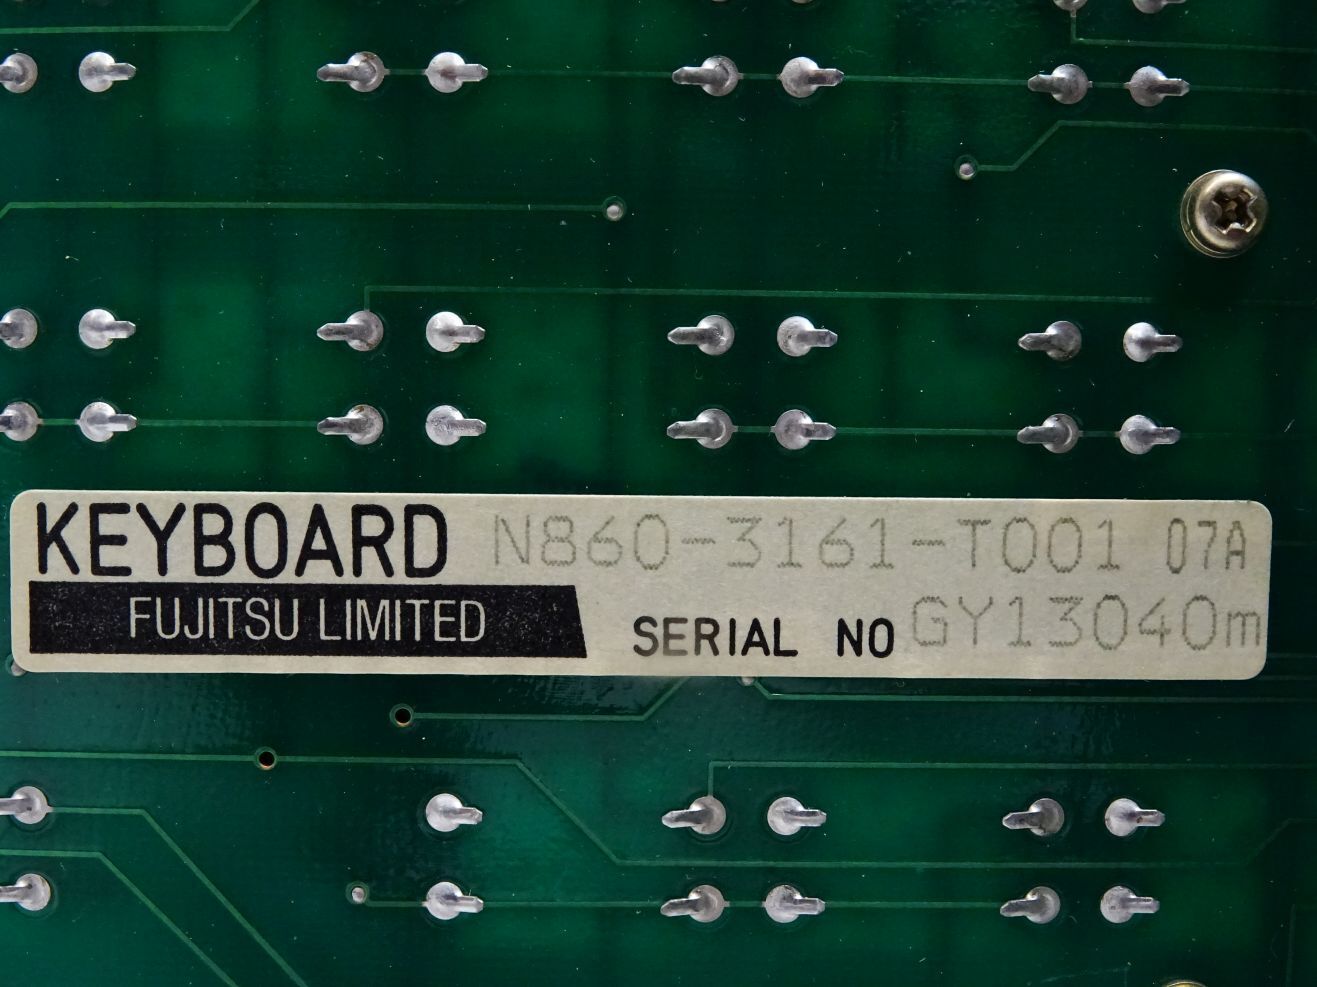 KEYBOARD N860-3161-T001 07A
FUJITSU LIMITED
SERIAL NO GY13040m